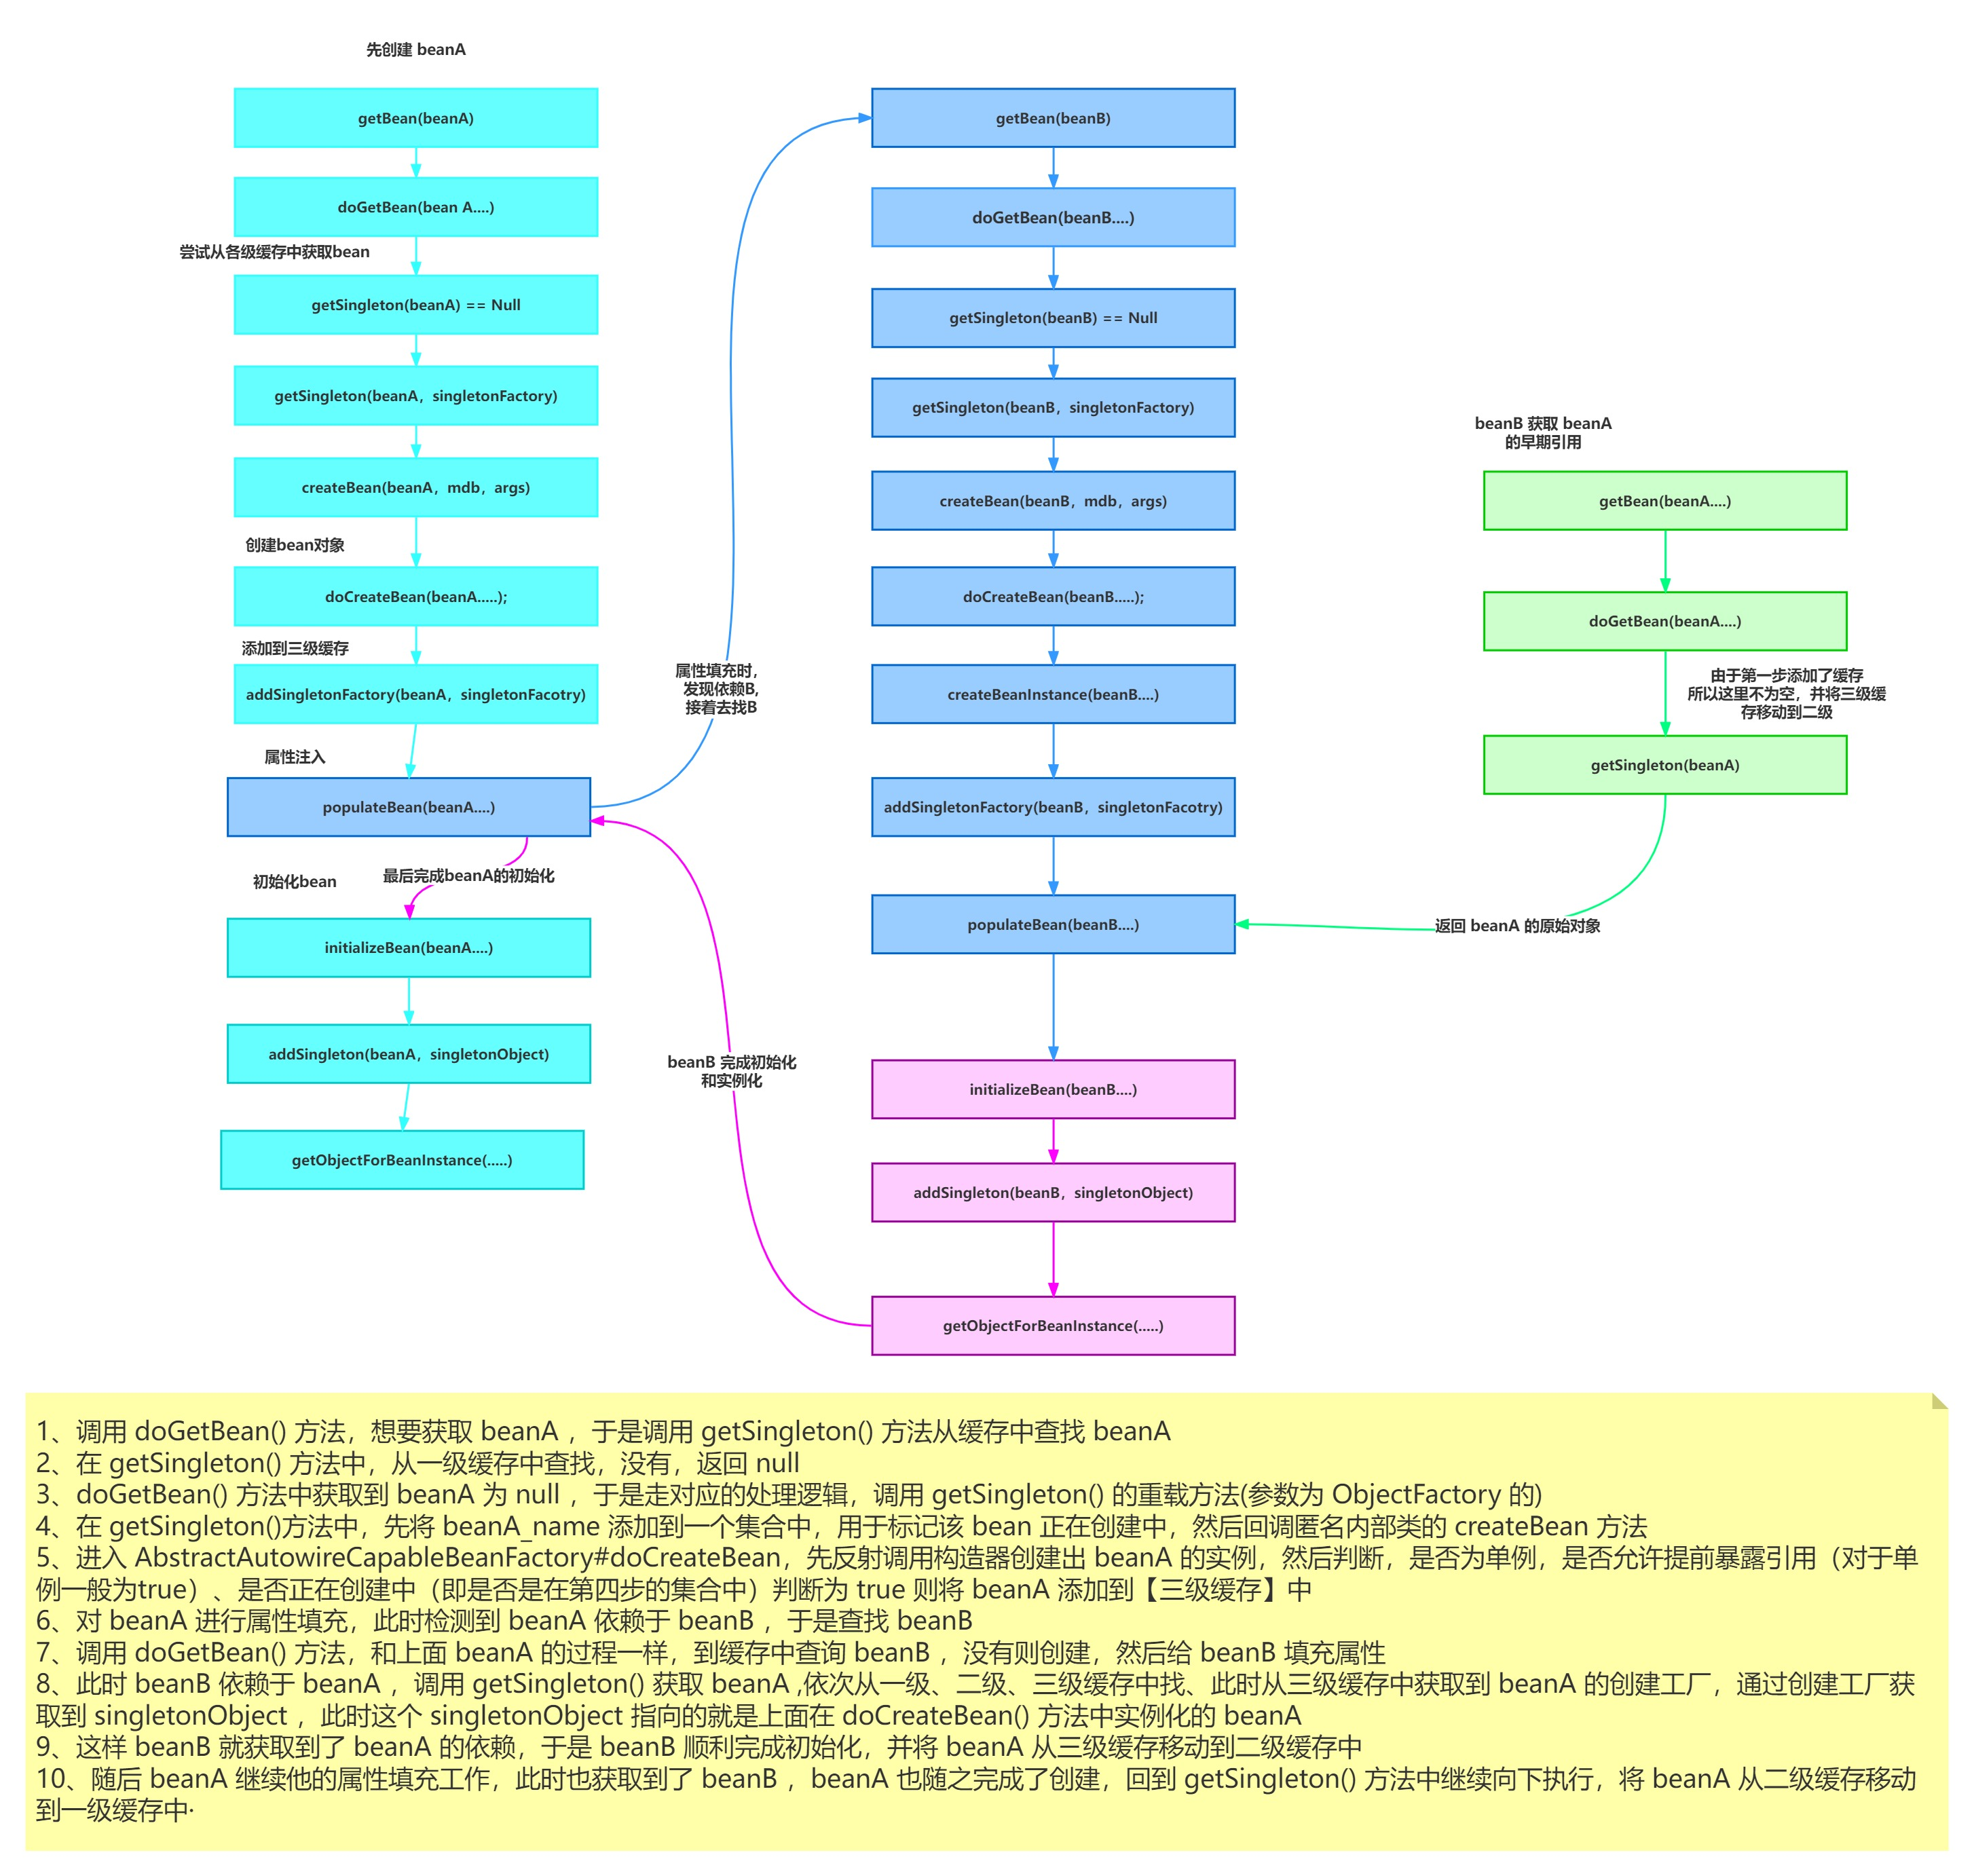 先创建 beanA
getBean(beanA)
doGetBean(bean A....)
尝试从各级缓存中获取bean
getSingleton(beanA) == Null
getSingleton(beanA，singletonFactory)
createBean(beanA，mdb，args)
创建bean对象
doCreateBean(beanA.....);
添加到三级缓存
addSingletonFactory(beanA，singletonFacotry)
属性注入
populateBean(beanA....)
初始化bean
最后完成beanA的初始化
initializeBean(beanA....)
addSingleton(beanA，singletonObject)
getObjectForBeanInstance(.....)
属性填充时，
发现依赖B,
接着去找B
beanB 完成初始化
和实例化
getBean(beanB)
doGetBean(beanB....)
getSingleton(beanB) == Null
getSingleton(beanB，singletonFactory)
createBean(beanB，mdb，args)
doCreateBean(beanB.....);
createBeanInstance(beanB....)
addSingletonFactory(beanB，singletonFacotry)
populateBean(beanB....)
initializeBean(beanB....)
addSingleton(beanB，singletonObject)
getObjectForBeanInstance(.....)
beanB 获取 beanA
的早期引用
getBean(beanA....)
doGetBean(beanA....)
由于第一步添加了缓存
所以这里不为空，并将三级缓
存移动到二级
getSingleton(beanA)
返回 beanA 的原始对象
1、调用 doGetBean() 方法，想要获取 beanA ，于是调用 getSingleton() 方法从缓存中查找 beanA
2、在 getSingleton() 方法中，从一级缓存中查找，没有，返回 null
3、doGetBean() 方法中获取到 beanA 为 null ，于是走对应的处理逻辑，调用 getSingleton() 的重载方法(参数为 ObjectFactory 的)
4、在 getSingleton()方法中，先将 beanA_name 添加到一个集合中，用于标记该 bean 正在创建中，然后回调匿名内部类的 createBean 方法
5、进入 AbstractAutowireCapableBeanFactory#doCreateBean，先反射调用构造器创建出 beanA 的实例，然后判断，是否为单例，是否允许提前暴露引用（对于单
例一般为true）、是否正在创建中（即是否是在第四步的集合中）判断为 true 则将 beanA 添加到【三级缓存】中
6、对 beanA 进行属性填充，此时检测到 beanA 依赖于 beanB ，于是查找 beanB
7、调用 doGetBean() 方法，和上面 beanA 的过程一样，到缓存中查询 beanB ，没有则创建，然后给 beanB 填充属性
8、此时 beanB 依赖于 beanA ，调用 getSingleton() 获取 beanA ,依次从一级、二级、三级缓存中找、此时从三级缓存中获取到 beanA 的创建工厂，通过创建工厂获
取到 singletonObject ，此时这个 singletonObject 指向的就是上面在 doCreateBean() 方法中实例化的 beanA
9、这样 beanB 就获取到了 beanA 的依赖，于是 beanB 顺利完成初始化，并将 beanA 从三级缓存移动到二级缓存中
10、随后 beanA 继续他的属性填充工作，此时也获取到了 beanB ，beanA 也随之完成了创建，回到 getSingleton() 方法中继续向下执行，将 beanA 从二级缓存移动
到一级缓存中·